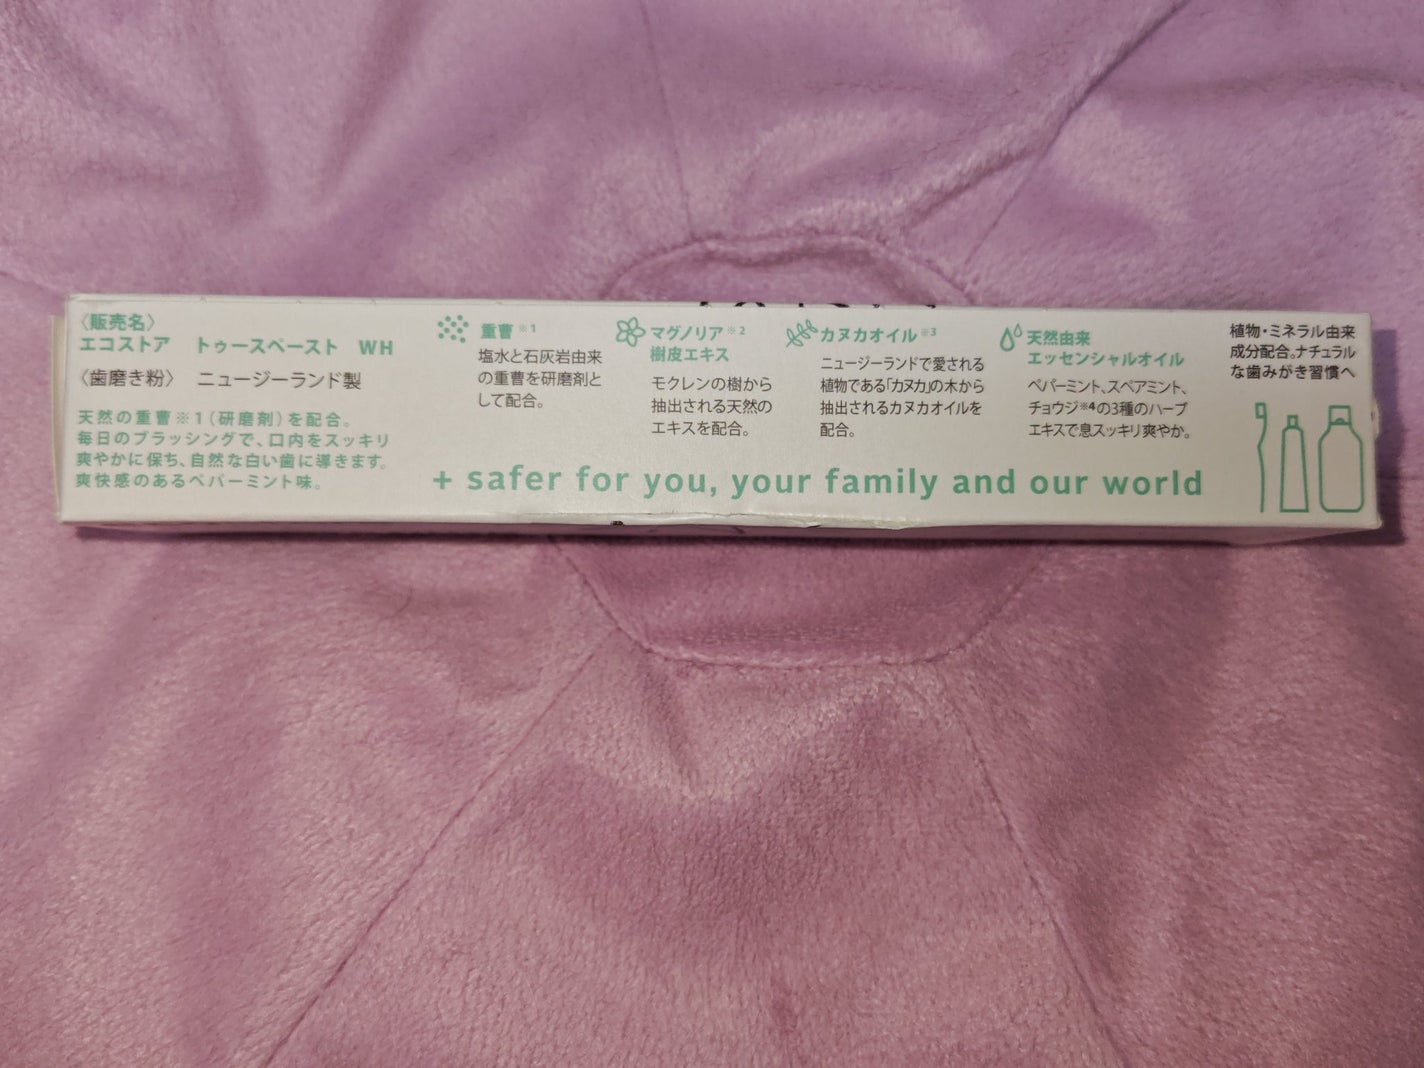 〈販売名〉
エコストア　トゥースペースト　WH
〈歯磨き粉〉　ニュージーランド製
天然の重曹※1（研磨剤）を配合。
毎日のブラッシングで、口内をスッキリ
爽やかに保ち、自然な白い歯に導きます。
爽快感のあるペパーミント味。
重曹※1
塩水と石灰岩由来
の重曹を研磨剤と
して配合。
マグノリア※2
樹皮エキス
モクレンの樹から
抽出される天然の
エキスを配合。
カヌカオイル※3
ニュージーランドで愛される
植物である「カヌカ」の木から
抽出されるカヌカオイルを
配合。
天然由来
エッセンシャルオイル
ペパーミント、スペアミント、
チョウジ※4の3種のハーブ
エキスで息スッキリ爽やか。
植物・ミネラル由来
成分配合。ナチュラル
な歯みがき習慣へ
+ safer for you, your family and our world